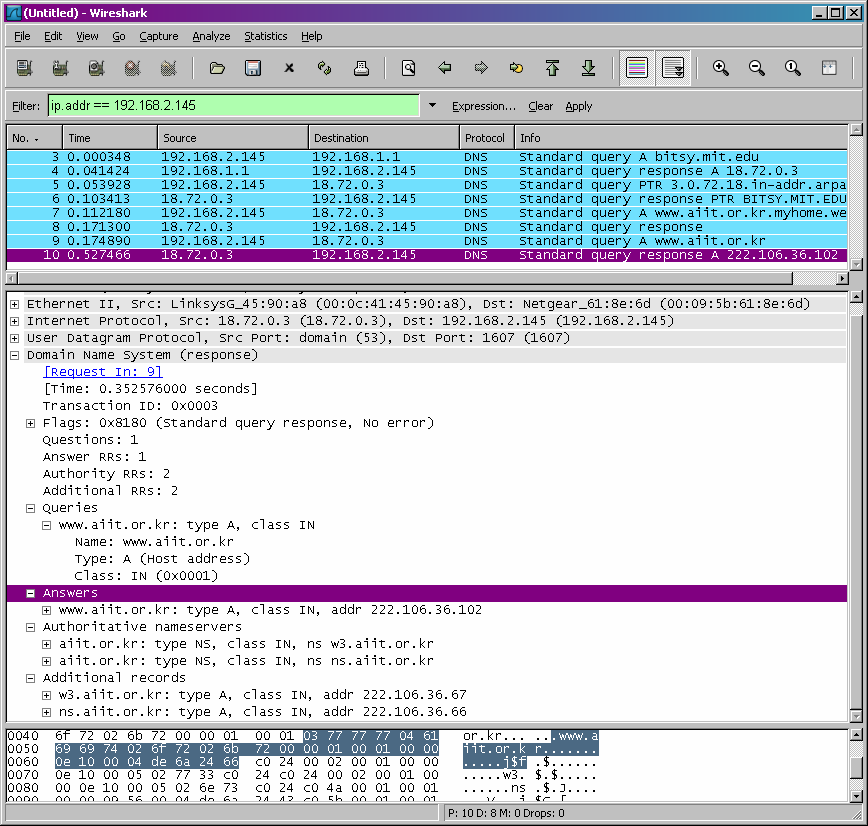 (Untitled) - Wireshark
File Edit View Go Capture Analyze Statistics Help
Filter: ip.addr == 192.168.2.145 Expression... Clear Apply
No. . Time Source Destination Protocol Info
3 0.000348 192.168.2.145 192.168.1.1 DNS Standard query A bitsy.mit.edu
4 0.041424 192.168.1.1 192.168.2.145 DNS Standard query response A 18.72.0.3
5 0.053928 192.168.2.145 18.72.0.3 DNS Standard query PTR 3.0.72.18.in-addr.arpa
6 0.103413 18.72.0.3 192.168.2.145 DNS Standard query response PTR BITSY.MIT.EDU
7 0.112180 192.168.2.145 18.72.0.3 DNS Standard query A www.aiit.or.kr.myhome.we
8 0.171300 18.72.0.3 192.168.2.145 DNS Standard query response
9 0.174890 192.168.2.145 18.72.0.3 DNS Standard query A www.aiit.or.kr
10 0.527466 18.72.0.3 192.168.2.145 DNS Standard query response A 222.106.36.102
Ethernet II, Src: LinksysG_45:90:a8 (00:0c:41:45:90:a8), Dst: Netgear_61:8e:6d (00:09:5b:61:8e:6d)
Internet Protocol, Src: 18.72.0.3 (18.72.0.3), Dst: 192.168.2.145 (192.168.2.145)
User Datagram Protocol, Src Port: domain (53), Dst Port: 1607 (1607)
Domain Name System (response)
[Request In: 9]
[Time: 0.352576000 seconds]
Transaction ID: 0x0003
Flags: 0x8180 (Standard query response, No error)
Questions: 1
Answer RRs: 1
Authority RRs: 2
Additional RRs: 2
Queries
www.aiit.or.kr: type A, class IN
Name: www.aiit.or.kr
Type: A (Host address)
Class: IN (0x0001)
Answers
www.aiit.or.kr: type A, class IN, addr 222.106.36.102
Authoritative nameservers
aiit.or.kr: type NS, class IN, ns w3.aiit.or.kr
aiit.or.kr: type NS, class IN, ns ns.aiit.or.kr
Additional records
w3.aiit.or.kr: type A, class IN, addr 222.106.36.67
ns.aiit.or.kr: type A, class IN, addr 222.106.36.66
0040 6f 72 02 6b 72 00 00 01 00 01 03 77 77 77 04 61 or.kr... ...www.a
0050 69 69 74 02 6f 72 02 6b 72 00 00 01 00 01 00 00 iit.or.k r.......
0060 0e 10 00 04 de 6a 24 66 c0 24 00 02 00 01 00 00 .....j$f .$......
0070 0e 10 00 05 02 77 33 c0 24 c0 24 00 02 00 01 00 .....w3. $.$.....
0080 00 0e 10 00 05 02 6e 73 c0 24 c0 4a 00 01 00 01 ......ns .$.J....
P: 10 D: 8 M: 0 Drops: 0